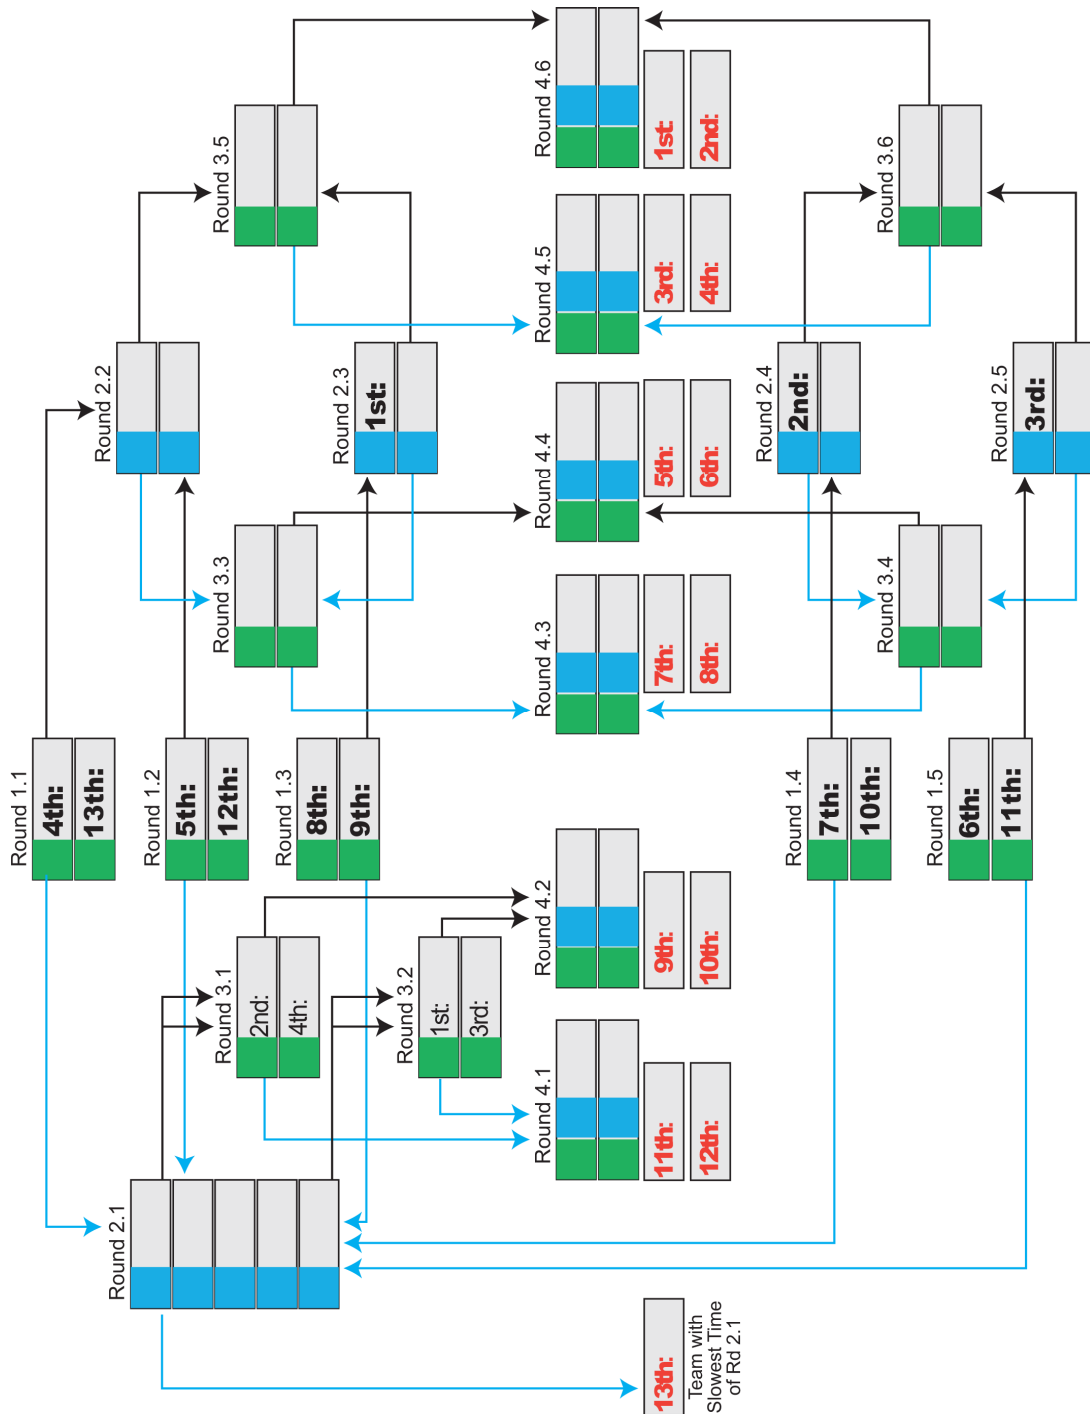 Round 1.1
4th:
13th:
Round 1.2
5th:
12th:
Round 1.3
8th:
9th:
Round 1.4
7th:
10th:
Round 1.5
6th:
11th:
Round 2.1
Round 2.2
Round 2.3
1st:
Round 2.4
2nd:
Round 2.5
3rd:
Round 3.1
2nd:
4th:
Round 3.2
1st:
3rd:
Round 3.3
Round 3.4
Round 3.5
Round 3.6
13th:
Team with
Slowest Time
of Rd 2.1
Round 4.1
11th:
12th:
Round 4.2
9th:
10th:
Round 4.3
7th:
8th:
Round 4.4
5th:
6th:
Round 4.5
3rd:
4th:
Round 4.6
1st:
2nd: